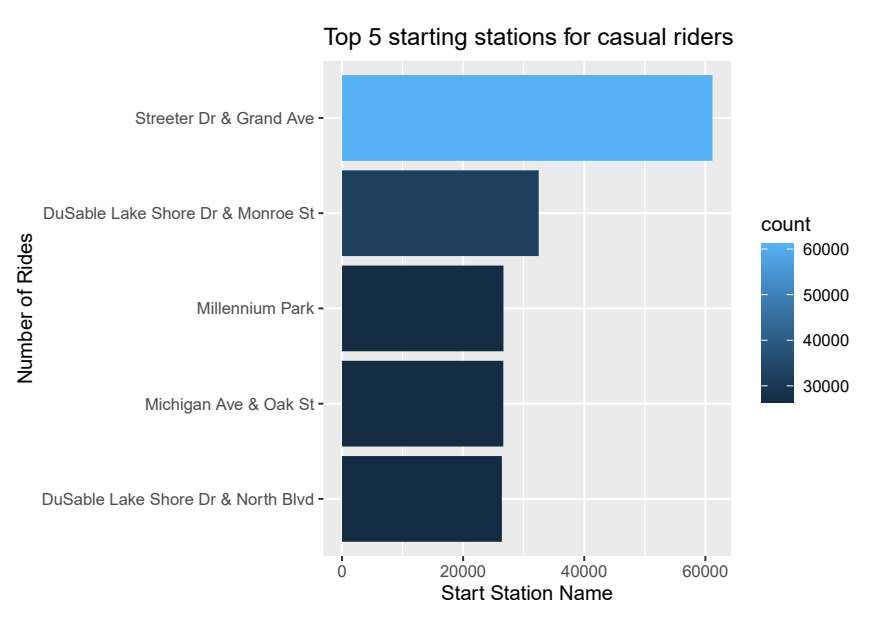 Top 5 starting stations for casual riders
Number of Rides
Streeter Dr & Grand Ave
DuSable Lake Shore Dr & Monroe St
Millennium Park
Michigan Ave & Oak St
DuSable Lake Shore Dr & North Blvd
0 20000 40000 60000
Start Station Name
count
60000
50000
40000
30000